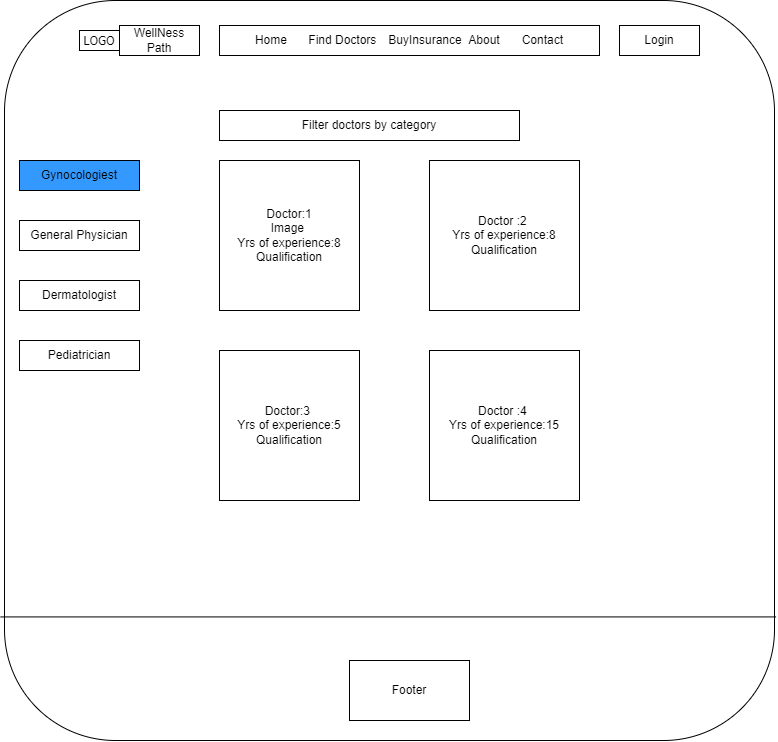 LOGO
WellNess
Path
Home Find Doctors BuyInsurance About Contact
Login
Filter doctors by category
Gynocologiest
General Physician
Dermatologist
Pediatrician
Doctor:1
Image
Yrs of experience:8
Qualification
Doctor :2
Yrs of experience:8
Qualification
Doctor:3
Yrs of experience:5
Qualification
Doctor :4
Yrs of experience:15
Qualification
Footer